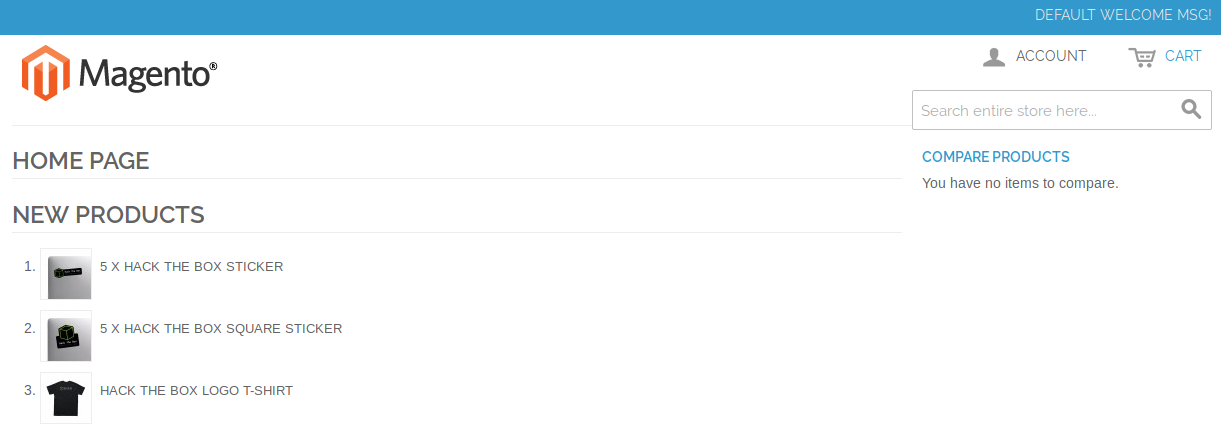 DEFAULT WELCOME MSG!
Magento®
ACCOUNT
CART
Search entire store here...
HOME PAGE
COMPARE PRODUCTS
You have no items to compare.
NEW PRODUCTS
1. 5 X HACK THE BOX STICKER
2. 5 X HACK THE BOX SQUARE STICKER
3. HACK THE BOX LOGO T-SHIRT